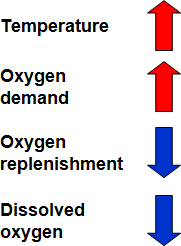 Temperature
Oxygen
demand
Oxygen
replenishment
Dissolved
oxygen